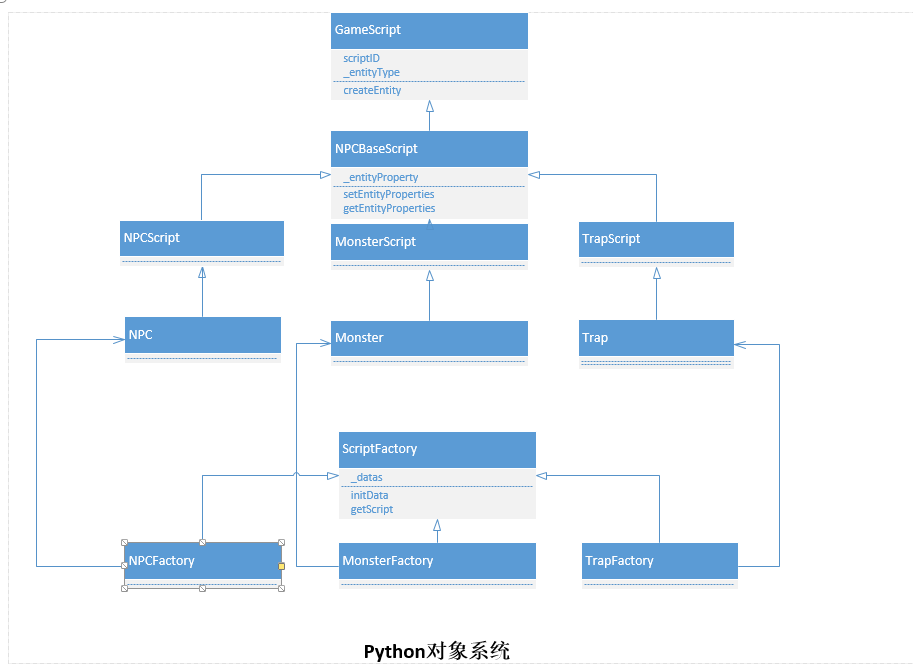 GameScript
scriptID
_entityType
createEntity
NPCBaseScript
_entityProperty
setEntityProperties
getEntityProperties
NPCScript
MonsterScript
TrapScript
NPC
Monster
Trap
ScriptFactory
_datas
initData
getScript
NPCFactory
MonsterFactory
TrapFactory
Python对象系统